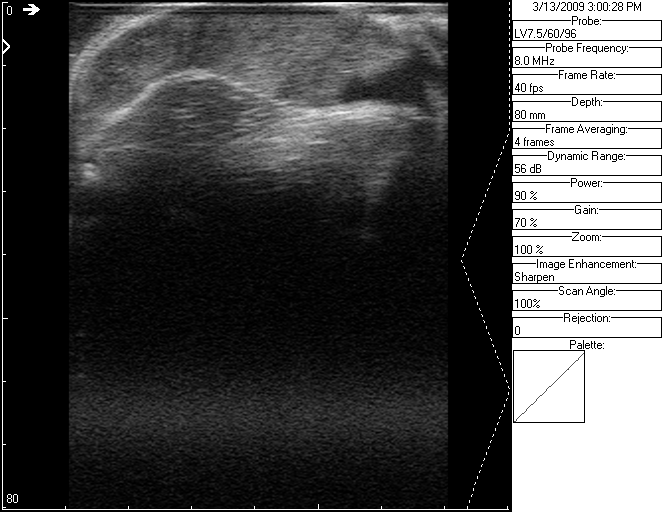 0
80
3/13/2009 3:00:28 PM
Probe:
LV7.5/60/96
Probe Frequency:
8.0 MHz
Frame Rate:
40 fps
Depth:
80 mm
Frame Averaging:
4 frames
Dynamic Range:
56 dB
Power:
90 %
Gain:
70 %
Zoom:
100 %
Image Enhancement:
Sharpen
Scan Angle:
100%
Rejection:
0
Palette: